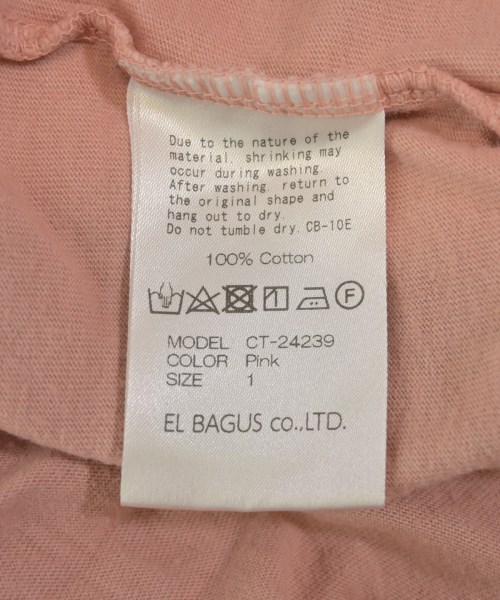 Due to the nature of the
material, shrinking may
occur during washing.
After washing, return to
the original shape and
hang out to dry.
Do not tumble dry. CB-10E
100% Cotton
F
MODEL CT-24239
COLOR Pink
SIZE 1
EL BAGUS co.,LTD.